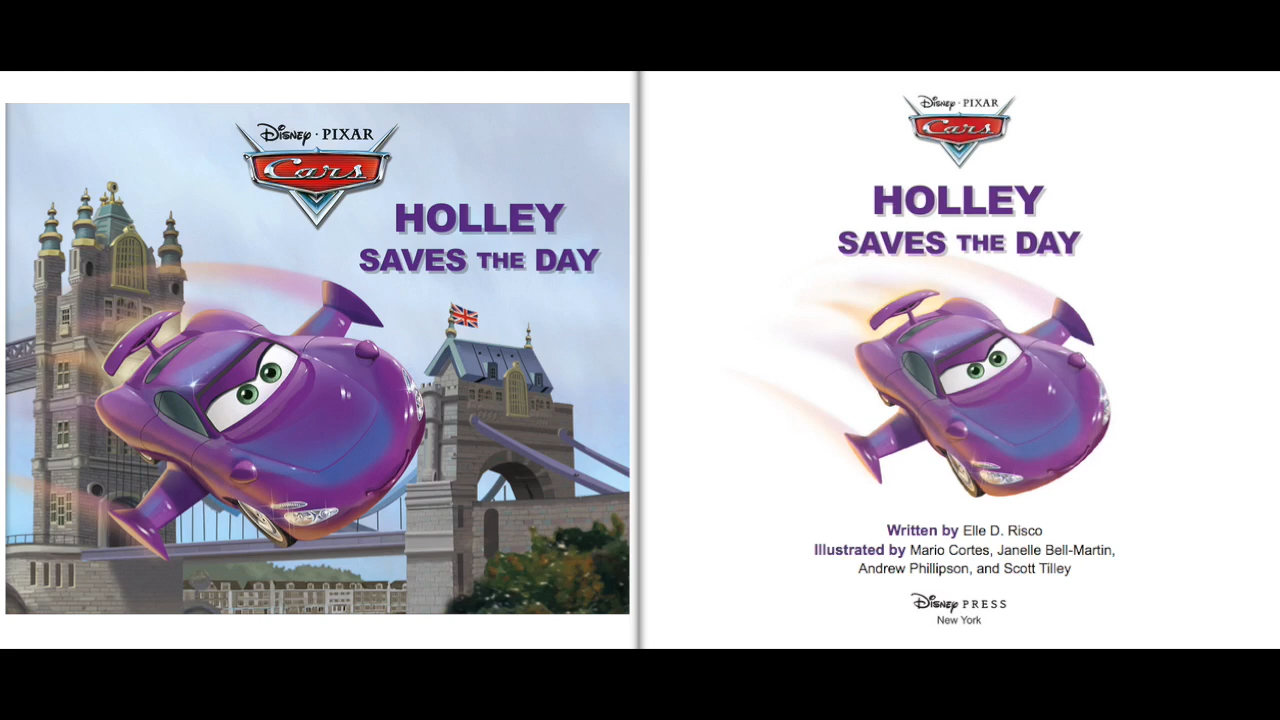 Disney · PIXAR
Cars
HOLLEY
SAVES THE DAY
Disney · PIXAR
Cars
HOLLEY
SAVES THE DAY
Written by Elle D. Risco
Illustrated by Mario Cortes, Janelle Bell-Martin,
Andrew Phillipson, and Scott Tilley
Disney PRESS
New York